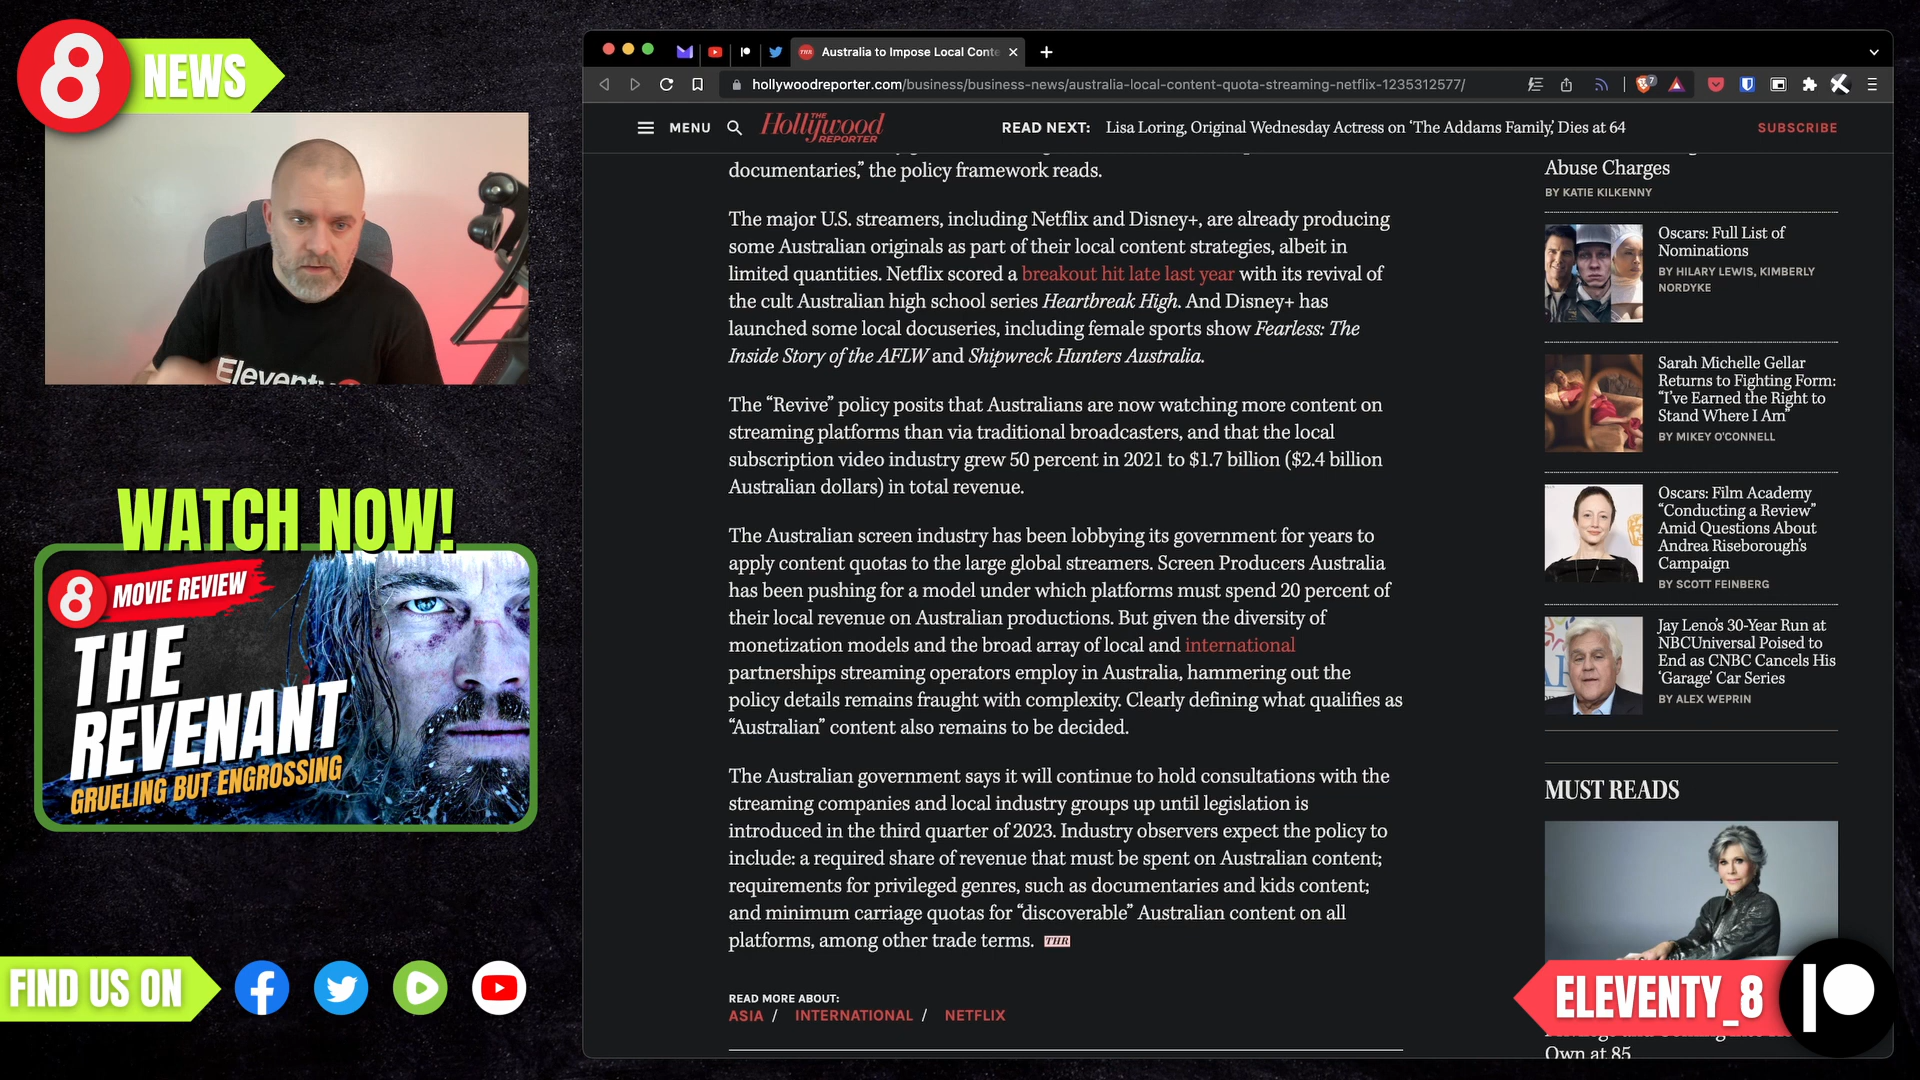 8 NEWS
Eleventy
WATCH NOW!
8 MOVIE REVIEW
THE
REVENANT
GRUELING BUT ENGROSSING
FIND US ON
Australia to Impose Local Conte
hollywoodreporter.com/business/business-news/australia-local-content-quota-streaming-netflix-1235312577/
7
MENU
THE
Hollywood
REPORTER
READ NEXT: Lisa Loring, Original Wednesday Actress on ‘The Addams Family,’ Dies at 64
SUBSCRIBE
documentaries,” the policy framework reads.
The major U.S. streamers, including Netflix and Disney+, are already producing
some Australian originals as part of their local content strategies, albeit in
limited quantities. Netflix scored a breakout hit late last year with its revival of
the cult Australian high school series Heartbreak High. And Disney+ has
launched some local docuseries, including female sports show Fearless: The
Inside Story of the AFLW and Shipwreck Hunters Australia.
The “Revive” policy posits that Australians are now watching more content on
streaming platforms than via traditional broadcasters, and that the local
subscription video industry grew 50 percent in 2021 to $1.7 billion ($2.4 billion
Australian dollars) in total revenue.
The Australian screen industry has been lobbying its government for years to
apply content quotas to the large global streamers. Screen Producers Australia
has been pushing for a model under which platforms must spend 20 percent of
their local revenue on Australian productions. But given the diversity of
monetization models and the broad array of local and international
partnerships streaming operators employ in Australia, hammering out the
policy details remains fraught with complexity. Clearly defining what qualifies as
“Australian” content also remains to be decided.
The Australian government says it will continue to hold consultations with the
streaming companies and local industry groups up until legislation is
introduced in the third quarter of 2023. Industry observers expect the policy to
include: a required share of revenue that must be spent on Australian content;
requirements for privileged genres, such as documentaries and kids content;
and minimum carriage quotas for “discoverable” Australian content on all
platforms, among other trade terms. THR
READ MORE ABOUT:
ASIA / INTERNATIONAL / NETFLIX
Abuse Charges
BY KATIE KILKENNY
Oscars: Full List of
Nominations
BY HILARY LEWIS, KIMBERLY
NORDYKE
Sarah Michelle Gellar
Returns to Fighting Form:
“I’ve Earned the Right to
Stand Where I Am”
BY MIKEY O'CONNELL
Oscars: Film Academy
“Conducting a Review”
Amid Questions About
Andrea Riseborough’s
Campaign
BY SCOTT FEINBERG
Jay Leno’s 30-Year Run at
NBCUniversal Poised to
End as CNBC Cancels His
‘Garage’ Car Series
BY ALEX WEPRIN
MUST READS
ELEVENTY_8
Own at 85